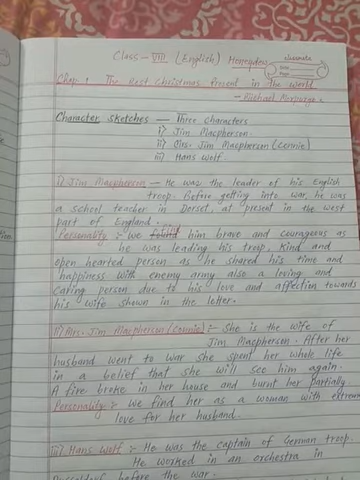 Class - VIII (English) Honeydew
classmate
Date
Page
Chap. 1 The Best Christmas Present in the World
- Michael Morpurgo.
Character sketches - Three characters
i) Jim Macpherson.
ii) Mrs. Jim Macpherson (Connie)
iii) Hans Wolf.
i) Jim Macpherson - He was the leader of his English
troop. Before getting into war, he was
a school teacher in Dorset, at present in the west
part of England.
Personality :- We find him brave and courageous as
he was leading his troop, kind and
open hearted person as he shared his time and
happiness with enemy army also a loving and
caring person due to his love and affection towards
his wife shown in the letter.
ii) Mrs. Jim Macpherson (Connie) :- She is the wife of
Jim Macpherson. After her
husband went to war she spent her whole life
in a belief that she will see him again.
A fire broke in her house and burnt her partially
Personality :- We find her as a woman with extreme
love for her husband.
iii) Hans Wolf :- He was the captain of German troop.
He worked in an orchestra in
before the war.